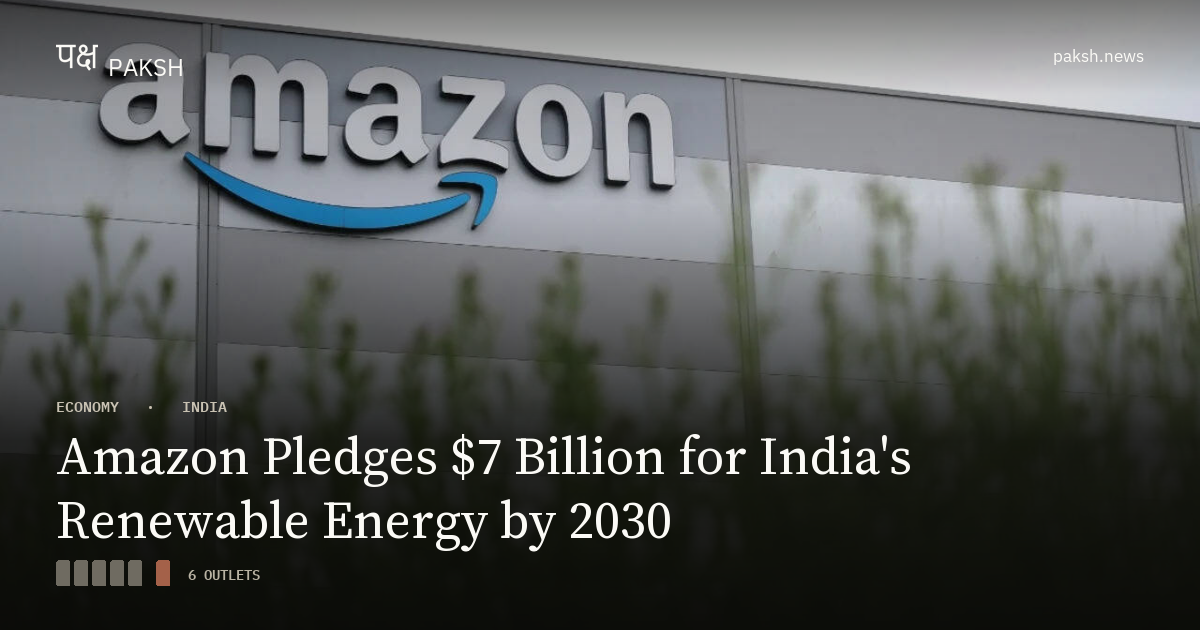 पक्ष PAKSH
paksh.news
amazon
ECONOMY · INDIA
Amazon Pledges $7 Billion for India's
Renewable Energy by 2030
6 OUTLETS